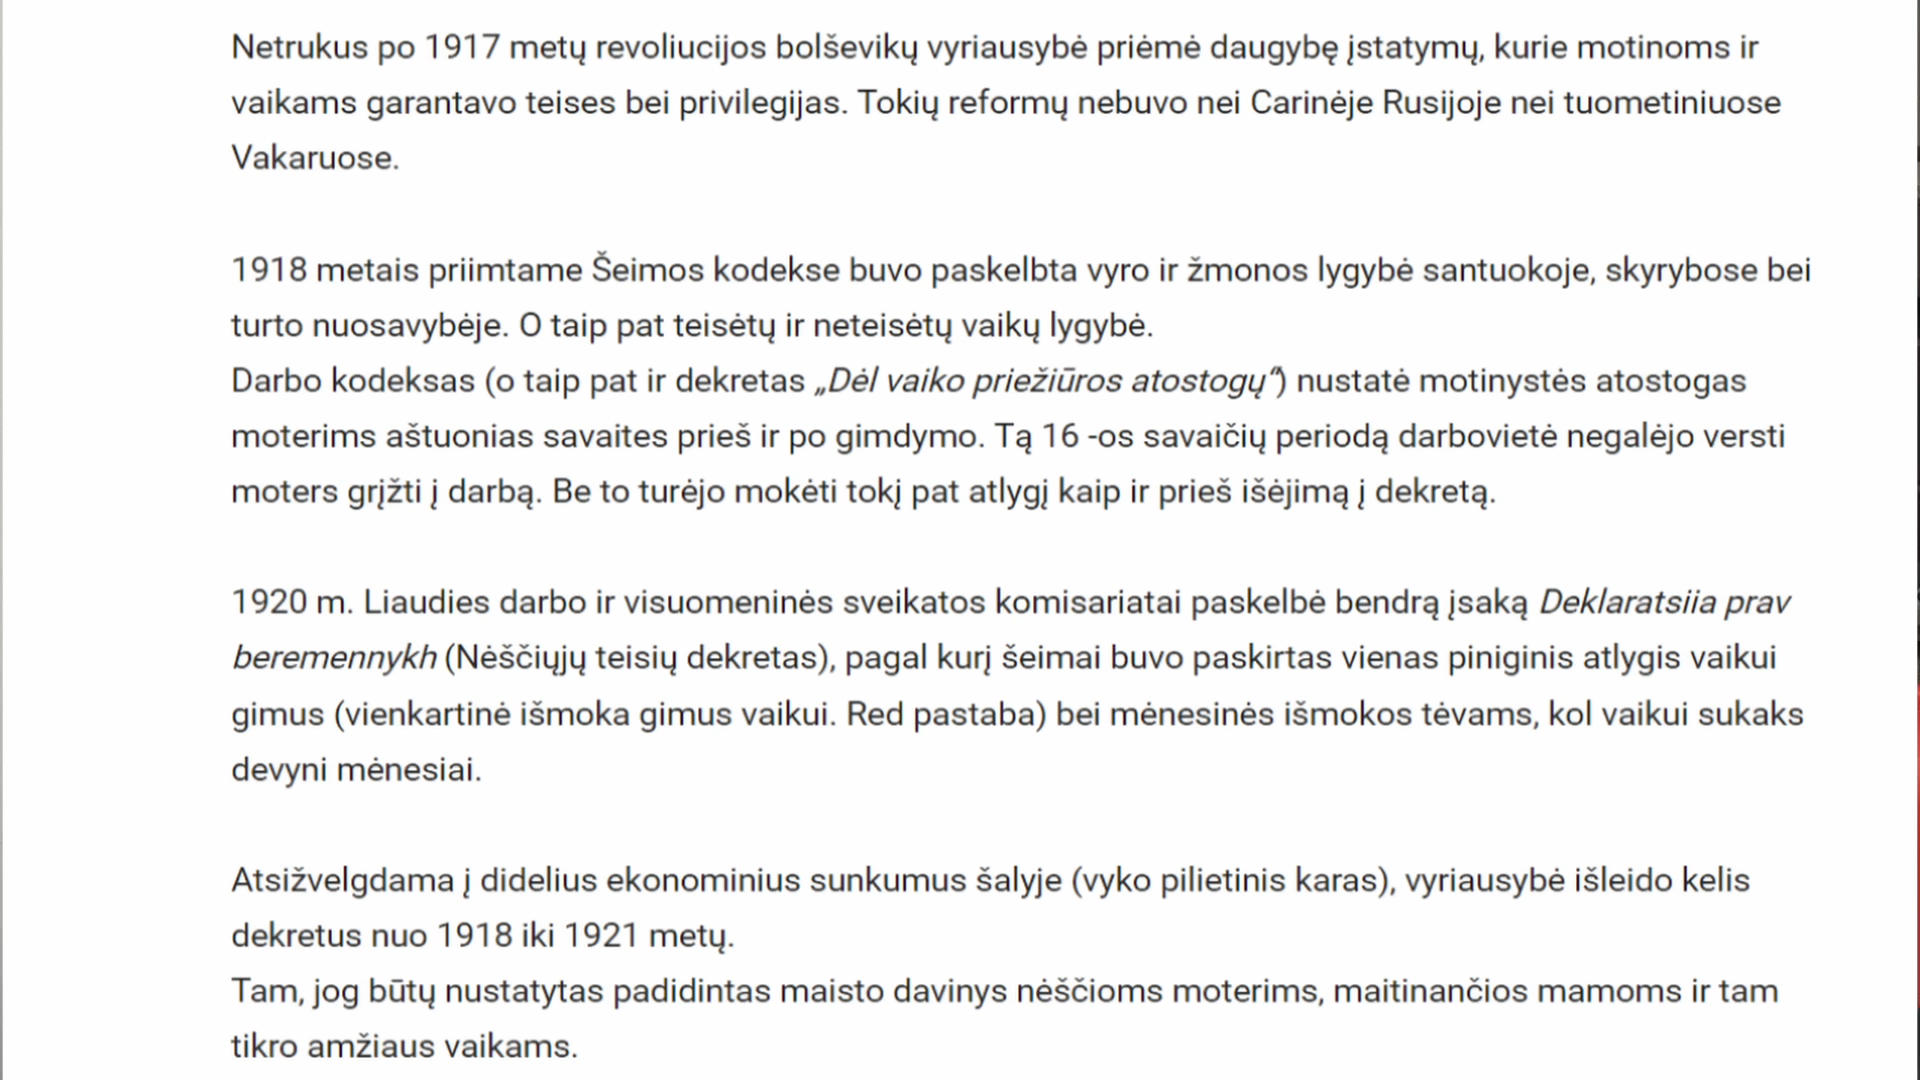 Netrukus po 1917 metų revoliucijos bolševikų vyriausybė priėmė daugybę įstatymų, kurie motinoms ir
vaikams garantavo teises bei privilegijas. Tokių reformų nebuvo nei Carinėje Rusijoje nei tuometiniuose
Vakaruose.
1918 metais priimtame Šeimos kodekse buvo paskelbta vyro ir žmonos lygybė santuokoje, skyrybose bei
turto nuosavybėje. O taip pat teisėtų ir neteisėtų vaikų lygybė.
Darbo kodeksas (o taip pat ir dekretas „Dėl vaiko priežiūros atostogų“) nustatė motinystės atostogas
moterims aštuonias savaites prieš ir po gimdymo. Tą 16 -os savaičių periodą darbovietė negalėjo versti
moters grįžti į darbą. Be to turėjo mokėti tokį pat atlygį kaip ir prieš išėjimą į dekretą.
1920 m. Liaudies darbo ir visuomeninės sveikatos komisariatai paskelbė bendrą įsaką Deklaratsiia prav
beremennykh (Nėščiųjų teisių dekretas), pagal kurį šeimai buvo paskirtas vienas piniginis atlygis vaikui
gimus (vienkartinė išmoka gimus vaikui. Red pastaba) bei mėnesinės išmokos tėvams, kol vaikui sukaks
devyni mėnesiai.
Atsižvelgdama į didelius ekonominius sunkumus šalyje (vyko pilietinis karas), vyriausybė išleido kelis
dekretus nuo 1918 iki 1921 metų.
Tam, jog būtų nustatytas padidintas maisto davinys nėščioms moterims, maitinančios mamoms ir tam
tikro amžiaus vaikams.